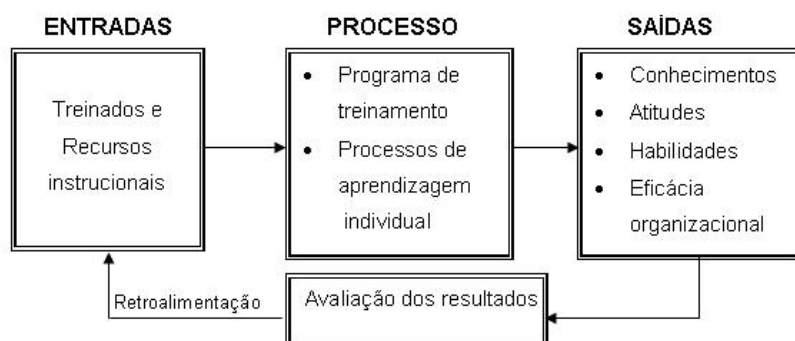 ENTRADAS
PROCESSO
SAÍDAS
Treinados e
Recursos
instrucionais
• Programa de
treinamento
• Processos de
aprendizagem
individual
• Conhecimentos
• Atitudes
• Habilidades
• Eficácia
organizacional
Retroalimentação
Avaliação dos resultados